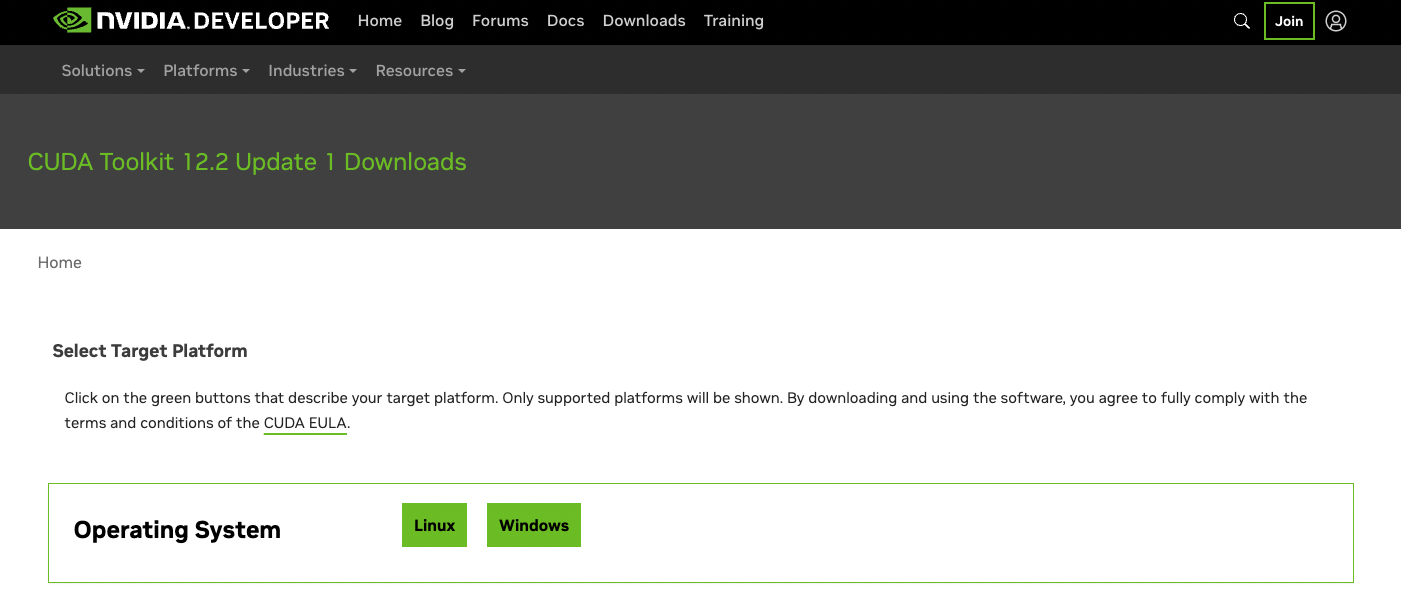 NVIDIA. DEVELOPER Home Blog Forums Docs Downloads Training Join
Solutions Platforms Industries Resources
CUDA Toolkit 12.2 Update 1 Downloads
Home
Select Target Platform
Click on the green buttons that describe your target platform. Only supported platforms will be shown. By downloading and using the software, you agree to fully comply with the
terms and conditions of the CUDA EULA.
Operating System Linux Windows